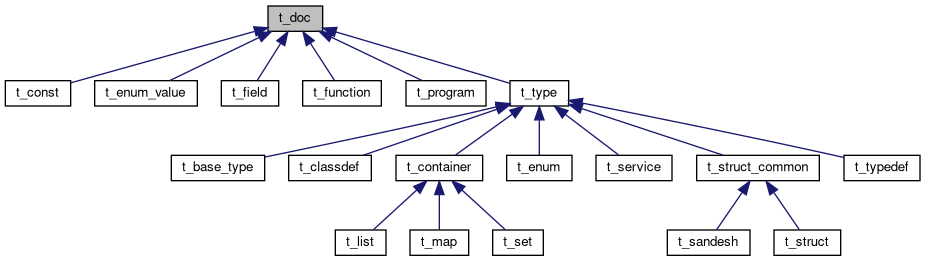 t_doc
t_const
t_enum_value
t_field
t_function
t_program
t_type
t_base_type
t_classdef
t_container
t_enum
t_service
t_struct_common
t_typedef
t_list
t_map
t_set
t_sandesh
t_struct